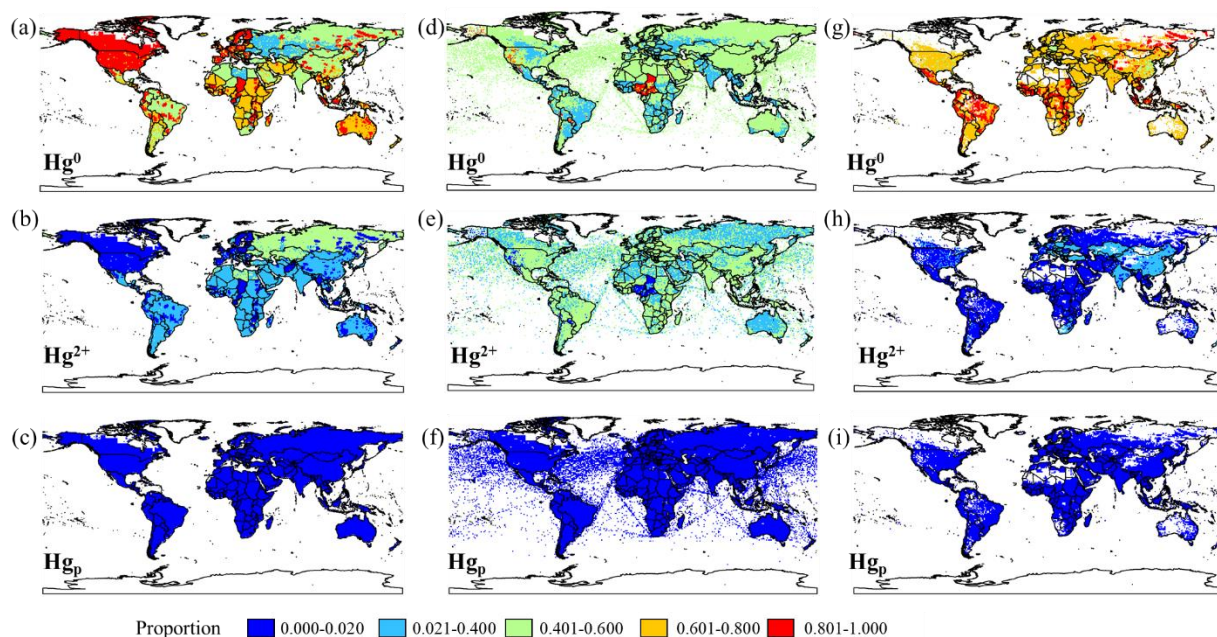 (a) (d) (g)
Hg⁰ Hg⁰ Hg⁰
(b) (e) (h)
Hg²⁺ Hg²⁺ Hg²⁺
(c) (f) (i)
Hgₚ Hgₚ Hgₚ
Proportion 0.000-0.020 0.021-0.400 0.401-0.600 0.601-0.800 0.801-1.000